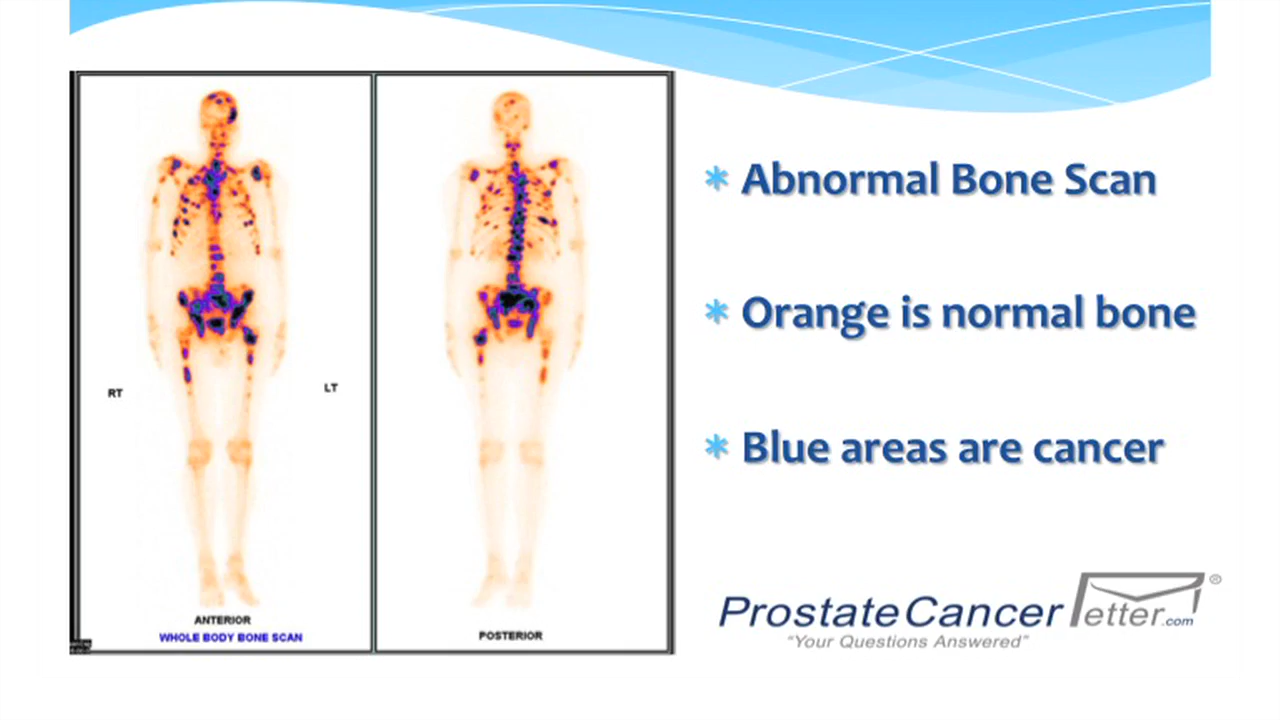 Abnormal Bone Scan
Orange is normal bone
Blue areas are cancer
RT
LT
ANTERIOR
WHOLE BODY BONE SCAN
POSTERIOR
ProstateCancer Letter.com ®
“Your Questions Answered”